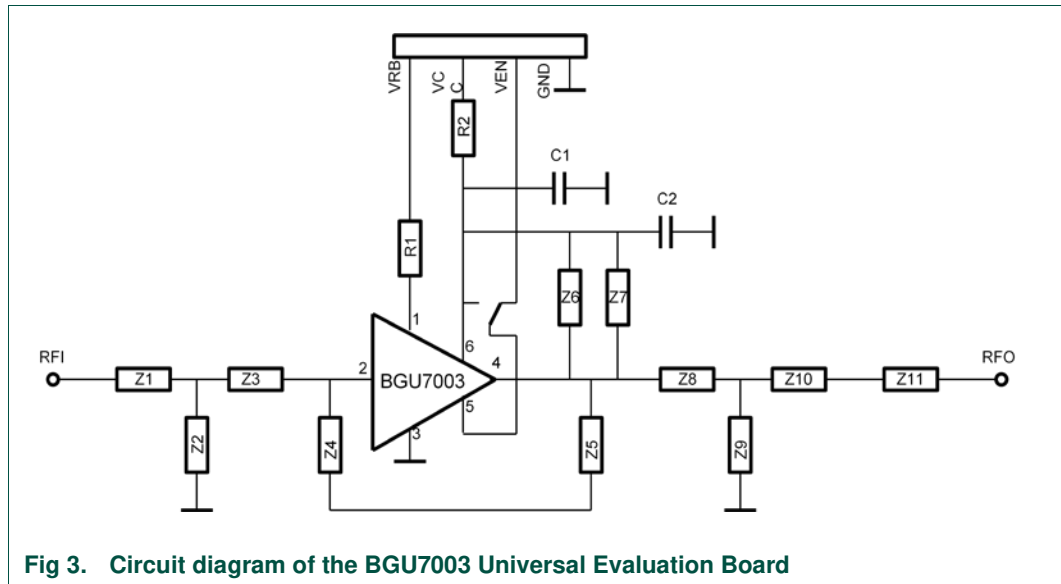 VRB
VC
C
VEN
GND
R2
C1
C2
R1
Z6
Z7
1
6
RFI
2
BGU7003
4
RFO
Z1
Z3
Z8
Z10
Z11
5
3
Z2
Z4
Z5
Z9
Fig 3. Circuit diagram of the BGU7003 Universal Evaluation Board